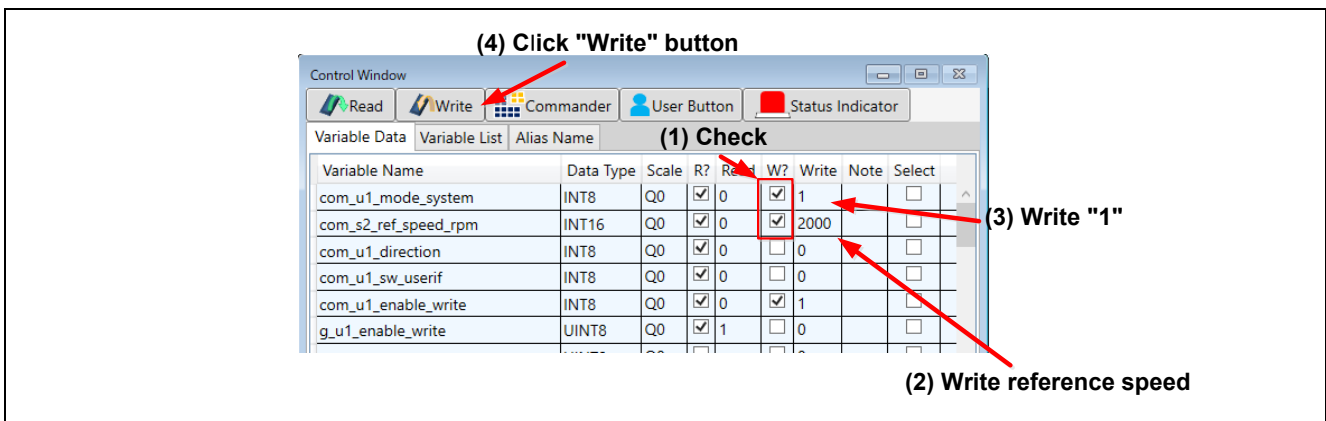 (4) Click "Write" button
Control Window
Read Write Commander User Button Status Indicator
Variable Data Variable List Alias Name
(1) Check
Variable Name Data Type Scale R? Read W? Write Note Select
com_u1_mode_system INT8 Q0 0 1
(3) Write "1"
com_s2_ref_speed_rpm INT16 Q0 0 2000
com_u1_direction INT8 Q0 0 0
com_u1_sw_userif INT8 Q0 0 0
com_u1_enable_write INT8 Q0 0 1
g_u1_enable_write UINT8 Q0 1 0
(2) Write reference speed